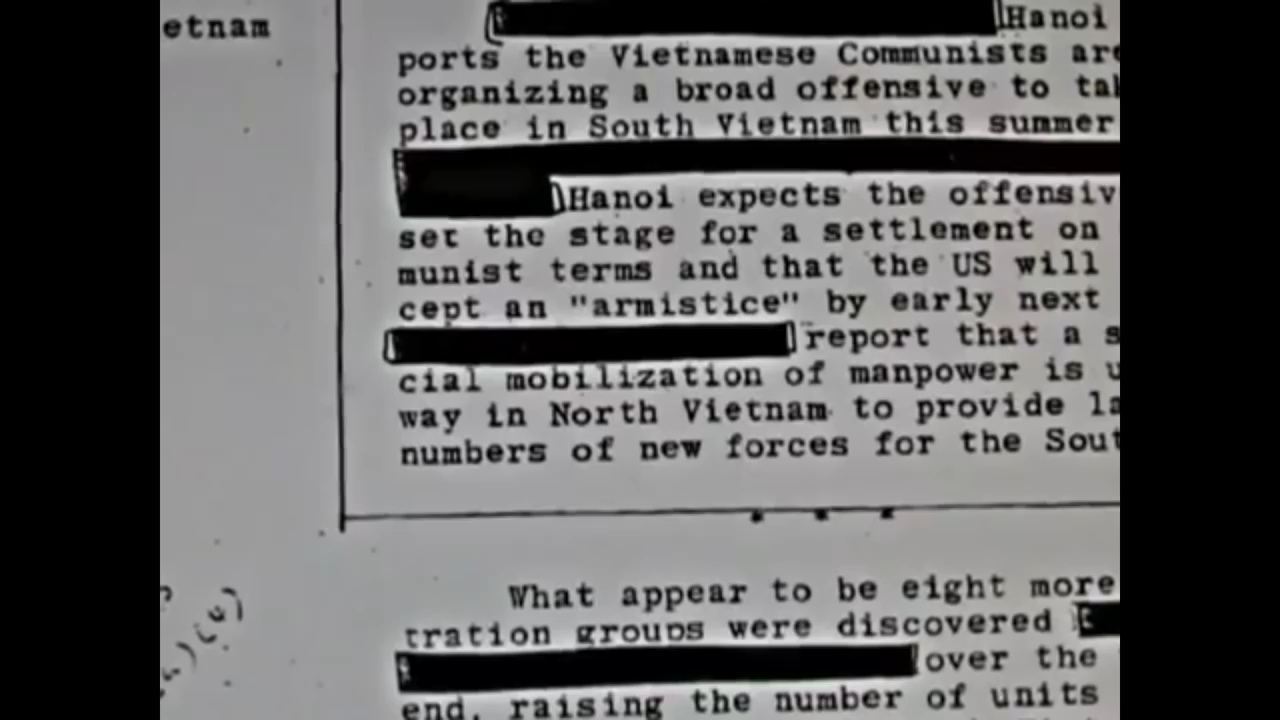 etnam
Hanoi
ports the Vietnamese Communists are
organizing a broad offensive to tak
place in South Vietnam this summer
Hanoi expects the offensiv
set the stage for a settlement on
munist terms and that the US will
cept an "armistice" by early next
report that a s
cial mobilization of manpower is u
way in North Vietnam to provide la
numbers of new forces for the Sout
What appear to be eight more
tration groups were discovered
over the
end, raising the number of units